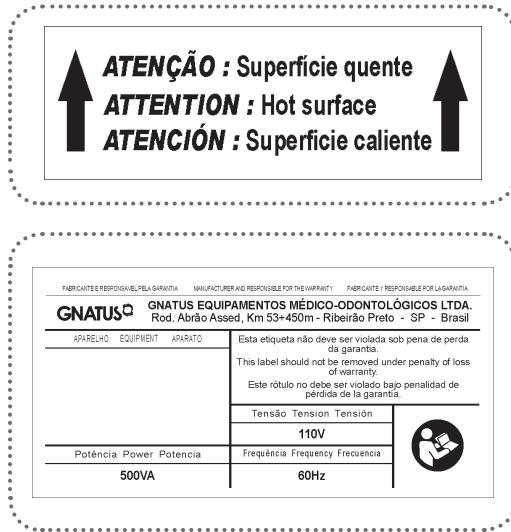 ATENÇÃO : Superfície quente
ATTENTION : Hot surface
ATENCIÓN : Superficie caliente
FABRICANTE E RESPONSÁVEL PELA GARANTIA MANUFACTURER AND RESPONSIBLE FOR THE WARRANTY FABRICANTE Y RESPONSABLE POR LA GARANTÍA
GNATUS
GNATUS EQUIPAMENTOS MÉDICO-ODONTOLÓGICOS LTDA.
Rod. Abrão Assed, Km 53+450m - Ribeirão Preto - SP - Brasil
APARELHO EQUIPMENT APARATO
Esta etiqueta não deve ser violada sob pena de perda
da garantia.
This label should not be removed under penalty of loss
of warranty.
Este rótulo no debe ser violado bajo penalidad de
pérdida de la garantía.
Tensão Tension Tensión
110V
Potência Power Potencia
500VA
Frequência Frequency Frecuencia
60Hz